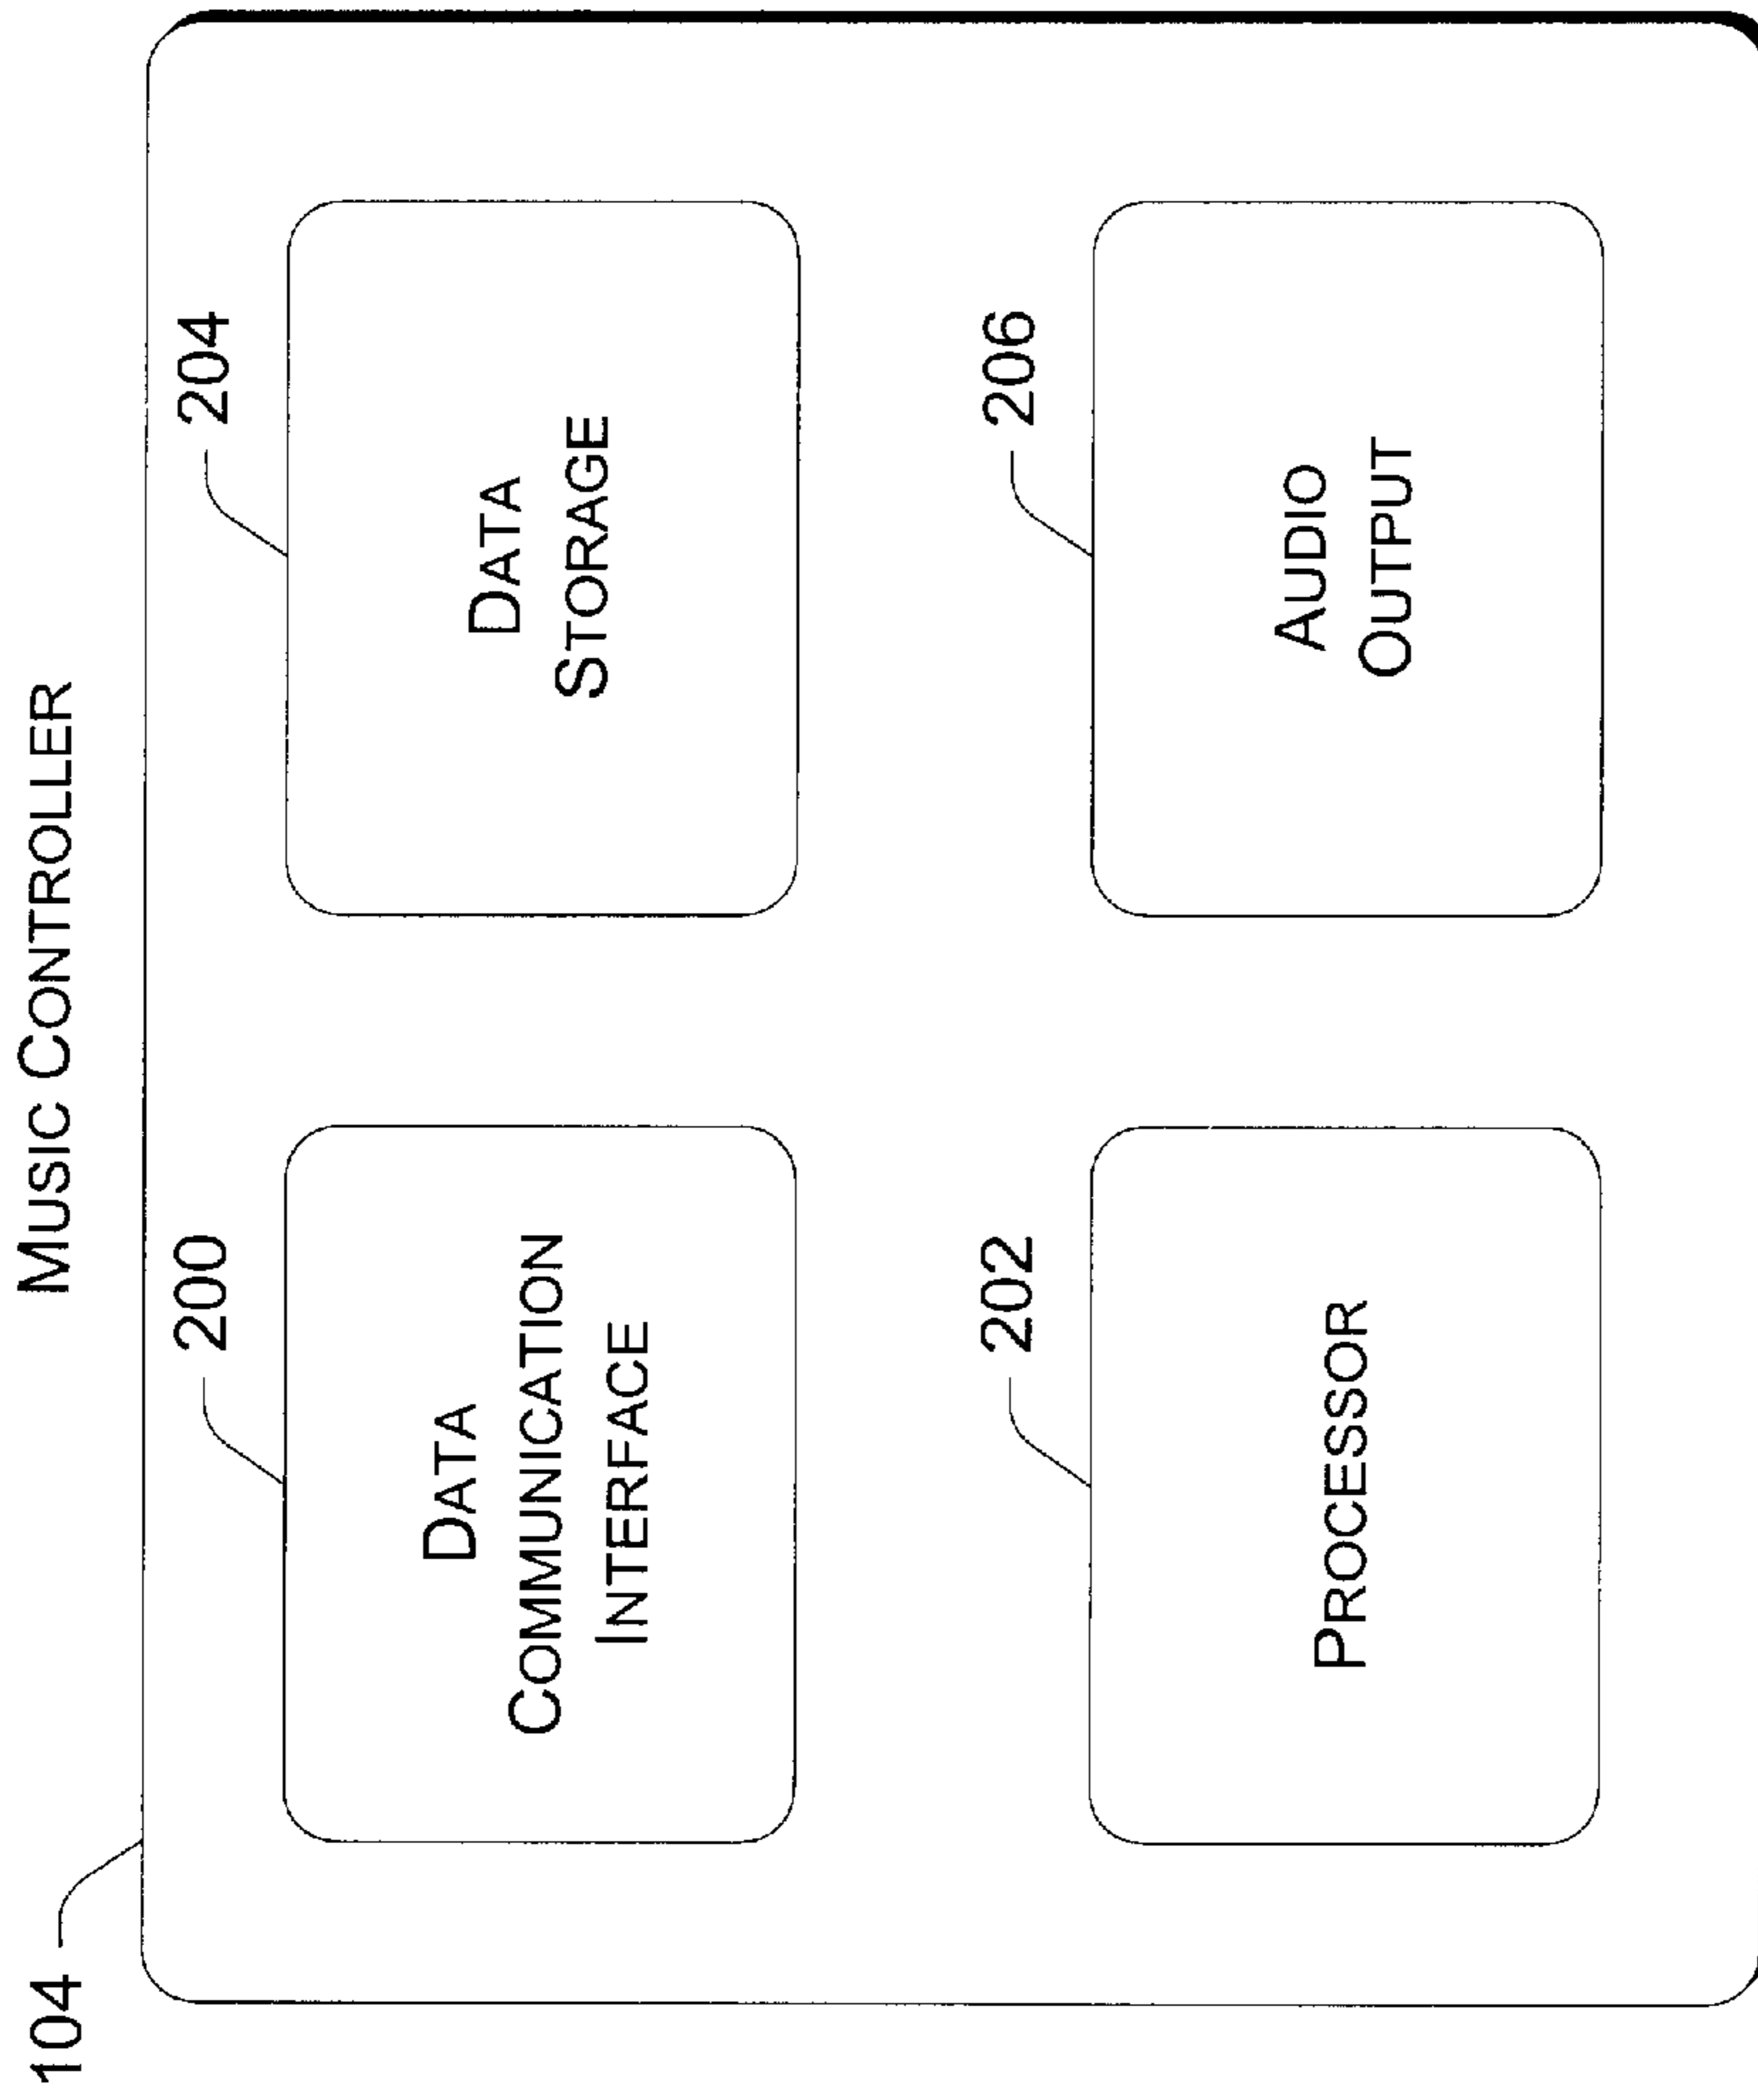 MUSIC CONTROLLER
104
200
DATA
COMMUNICATION
INTERFACE
204
DATA
STORAGE
202
PROCESSOR
206
AUDIO
OUTPUT